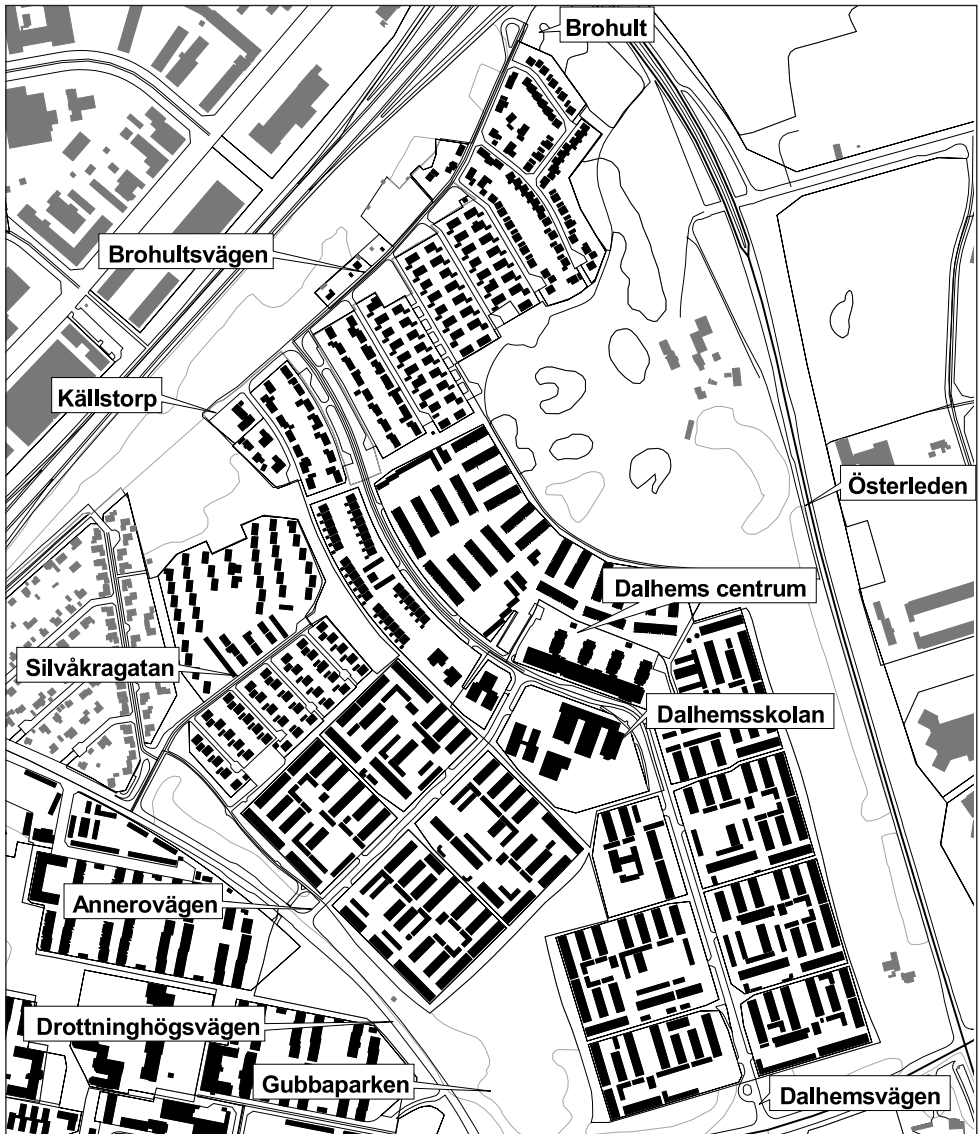 Brohult
Brohultsvägen
Källstorp
Österleden
Dalhems centrum
Silvåkragatan
Dalhemsskolan
Annerovägen
Drottninghögsvägen
Gubbaparken
Dalhemsvägen